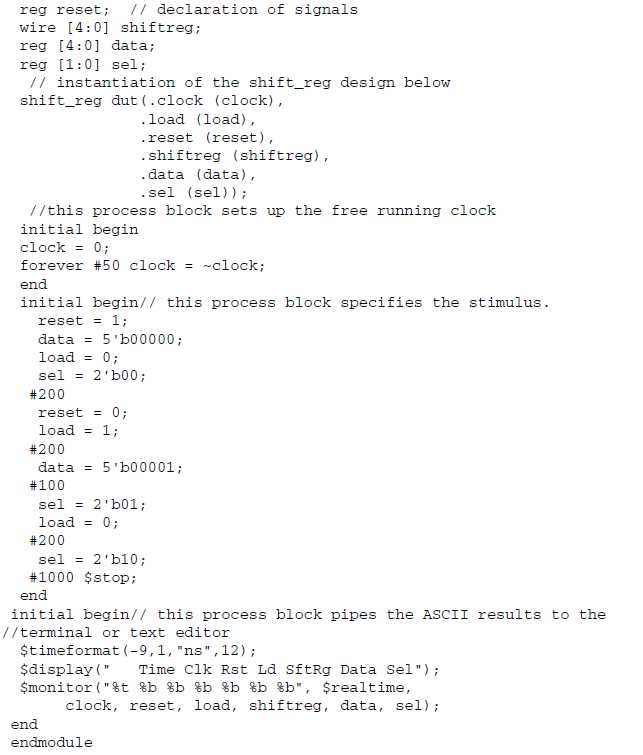 reg reset;  // declaration of signals
wire [4:0] shiftreg;
reg [4:0] data;
reg [1:0] sel;
// instantiation of the shift_reg design below
shift_reg dut(.clock (clock),
.load (load),
.reset (reset),
.shiftreg (shiftreg),
.data (data),
.sel (sel));
//this process block sets up the free running clock
initial begin
clock = 0;
forever #50 clock = ~clock;
end
initial begin// this process block specifies the stimulus.
reset = 1;
data = 5'b00000;
load = 0;
sel = 2'b00;
#200
reset = 0;
load = 1;
#200
data = 5'b00001;
#100
sel = 2'b01;
load = 0;
#200
sel = 2'b10;
#1000 $stop;
end
initial begin// this process block pipes the ASCII results to the
//terminal or text editor
$timeformat(-9,1,"ns",12);
$display("   Time Clk Rst Ld SftRg Data Sel");
$monitor("%t %b %b %b %b %b %b", $realtime,
clock, reset, load, shiftreg, data, sel);
end
endmodule